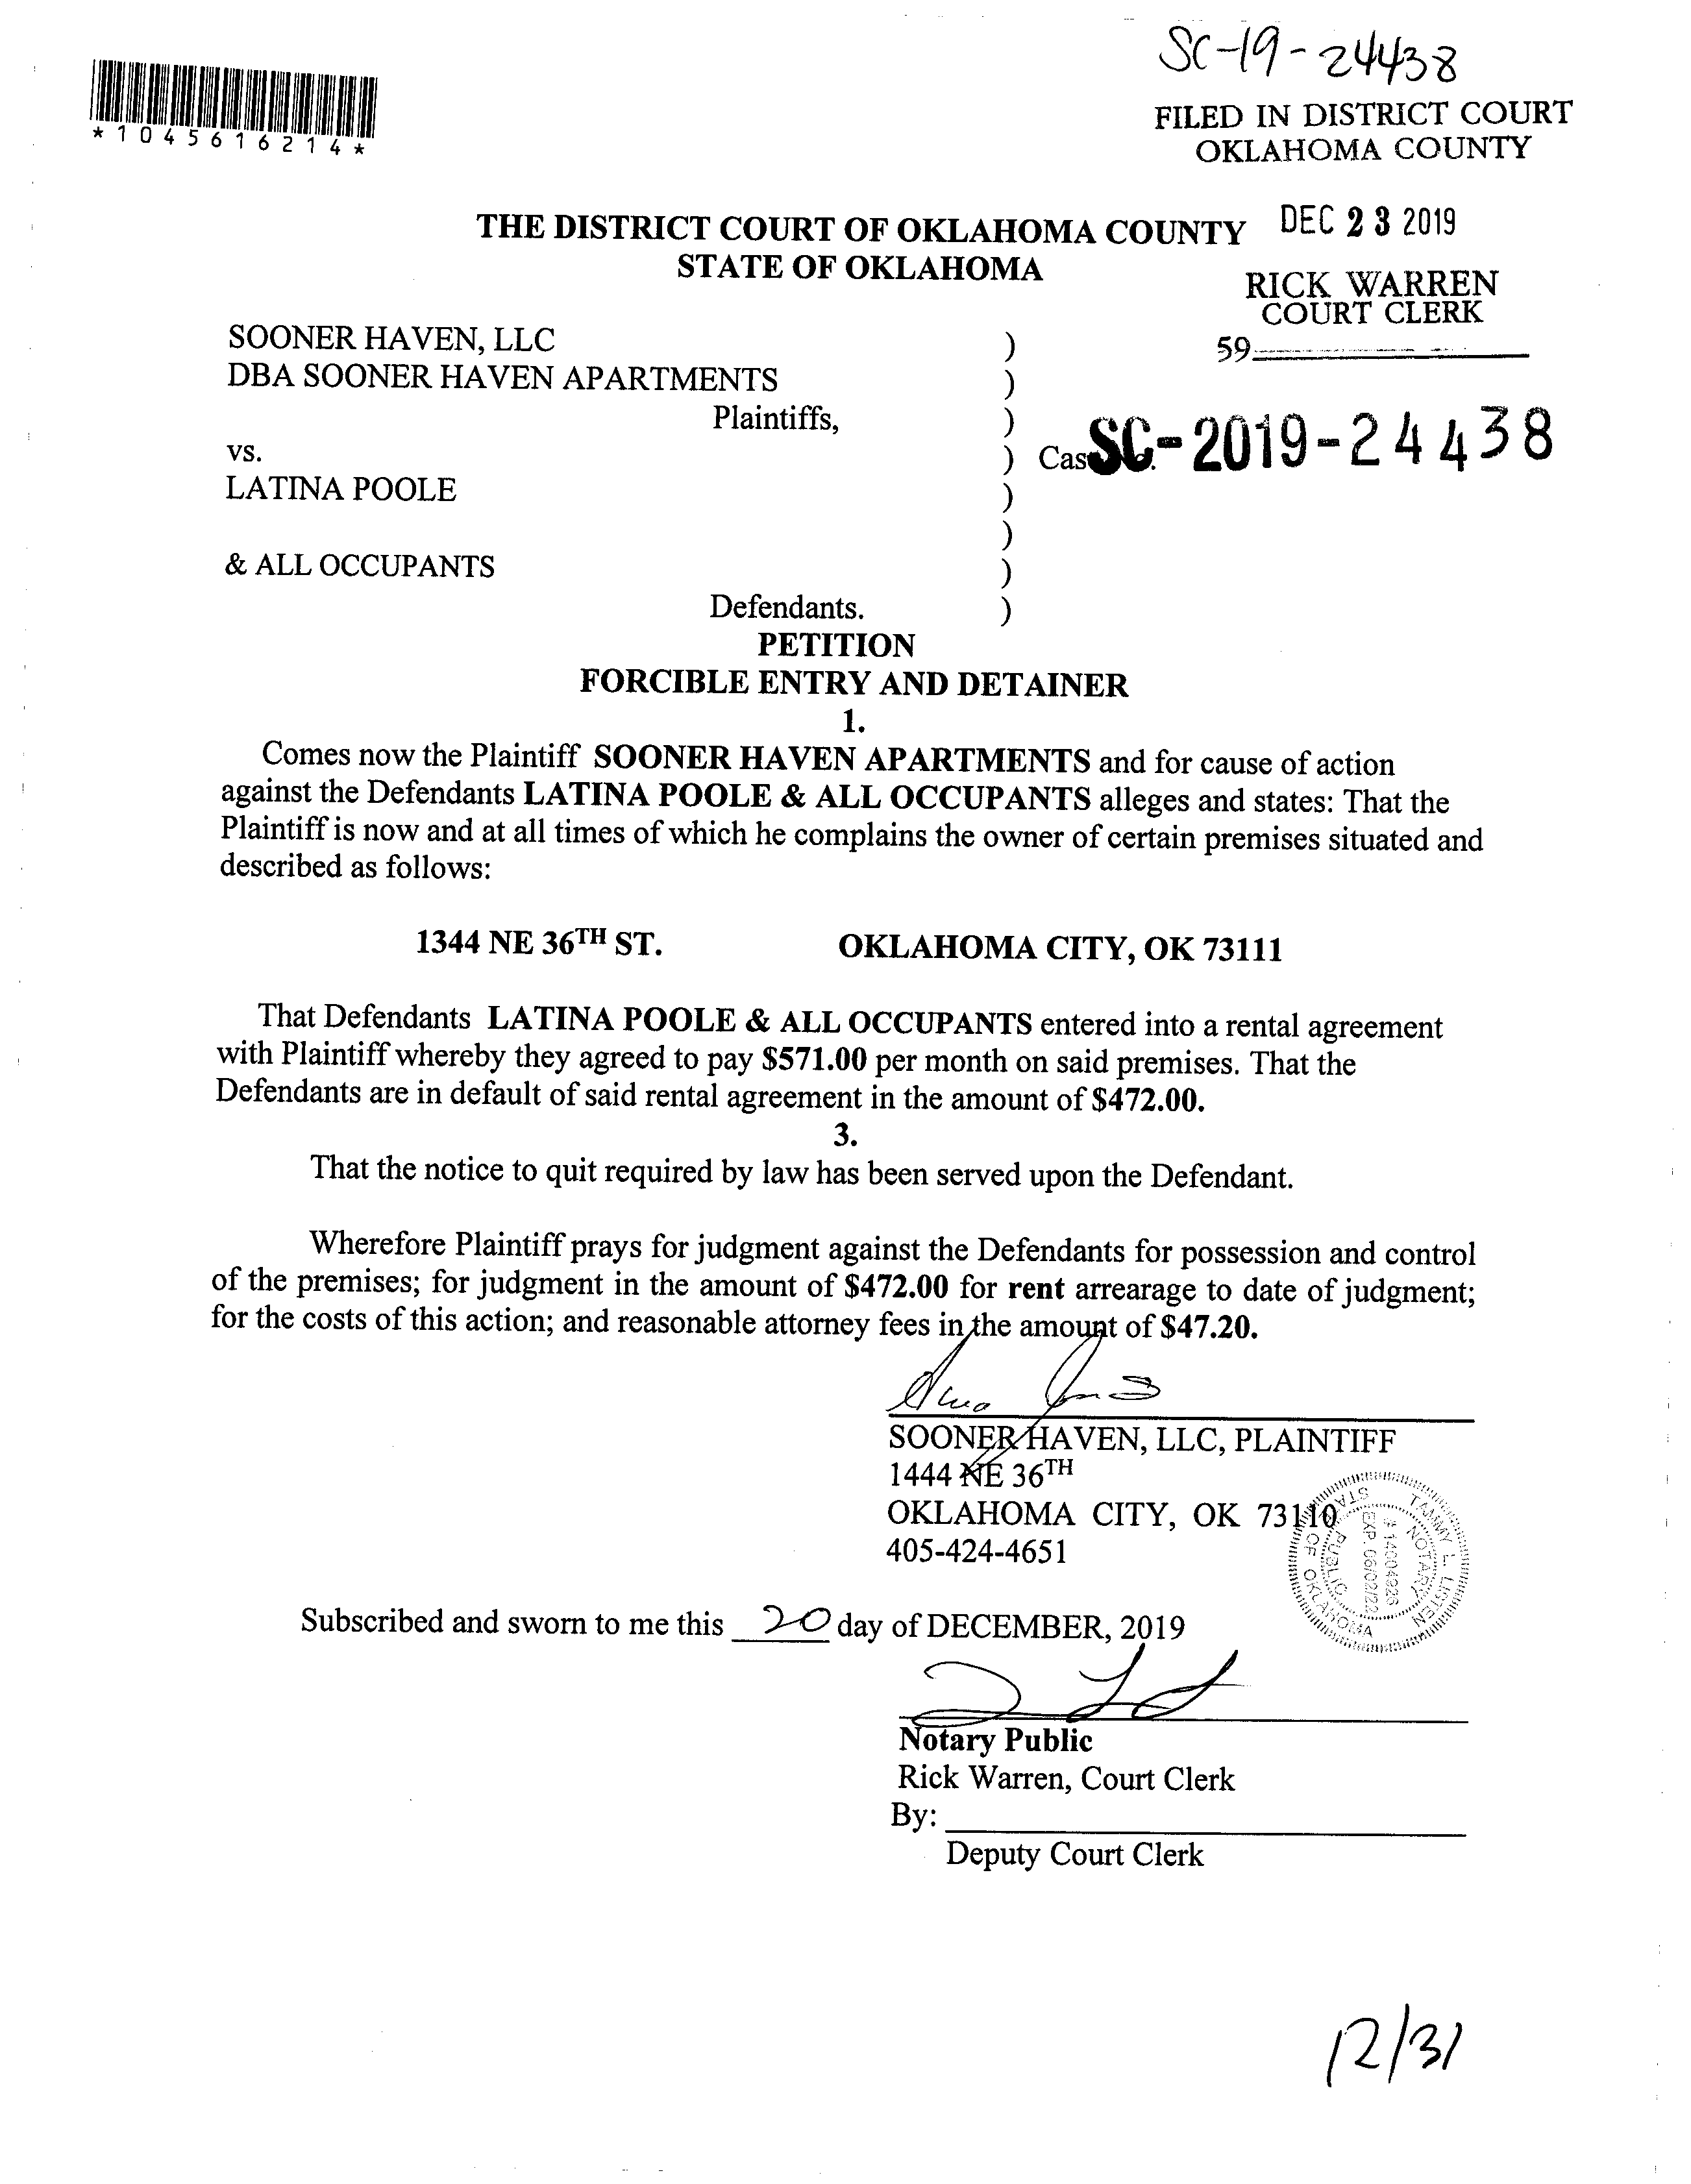 SC-19-24438
*1045616214*
FILED IN DISTRICT COURT
OKLAHOMA COUNTY
DEC 23 2019
THE DISTRICT COURT OF OKLAHOMA COUNTY
STATE OF OKLAHOMA
RICK WARREN
COURT CLERK
59
SOONER HAVEN, LLC )
DBA SOONER HAVEN APARTMENTS )
Plaintiffs, )
vs. ) Cas SC-2019-24438
LATINA POOLE )
)
& ALL OCCUPANTS )
Defendants. )
PETITION
FORCIBLE ENTRY AND DETAINER
1.
Comes now the Plaintiff SOONER HAVEN APARTMENTS and for cause of action
against the Defendants LATINA POOLE & ALL OCCUPANTS alleges and states: That the
Plaintiff is now and at all times of which he complains the owner of certain premises situated and
described as follows:
1344 NE 36TH ST. OKLAHOMA CITY, OK 73111
That Defendants LATINA POOLE & ALL OCCUPANTS entered into a rental agreement
with Plaintiff whereby they agreed to pay $571.00 per month on said premises. That the
Defendants are in default of said rental agreement in the amount of $472.00.
3.
That the notice to quit required by law has been served upon the Defendant.
Wherefore Plaintiff prays for judgment against the Defendants for possession and control
of the premises; for judgment in the amount of $472.00 for rent arrearage to date of judgment;
for the costs of this action; and reasonable attorney fees in the amount of $47.20.
SOONER HAVEN, LLC, PLAINTIFF
1444 NE 36TH
OKLAHOMA CITY, OK 73110
405-424-4651
TAMMY L. LISTEN
NOTARY PUBLIC
# 14004926
EXP. 06/02/22
STATE OF OKLAHOMA
Subscribed and sworn to me this 20 day of DECEMBER, 2019
Notary Public
Rick Warren, Court Clerk
By:
Deputy Court Clerk
12/31